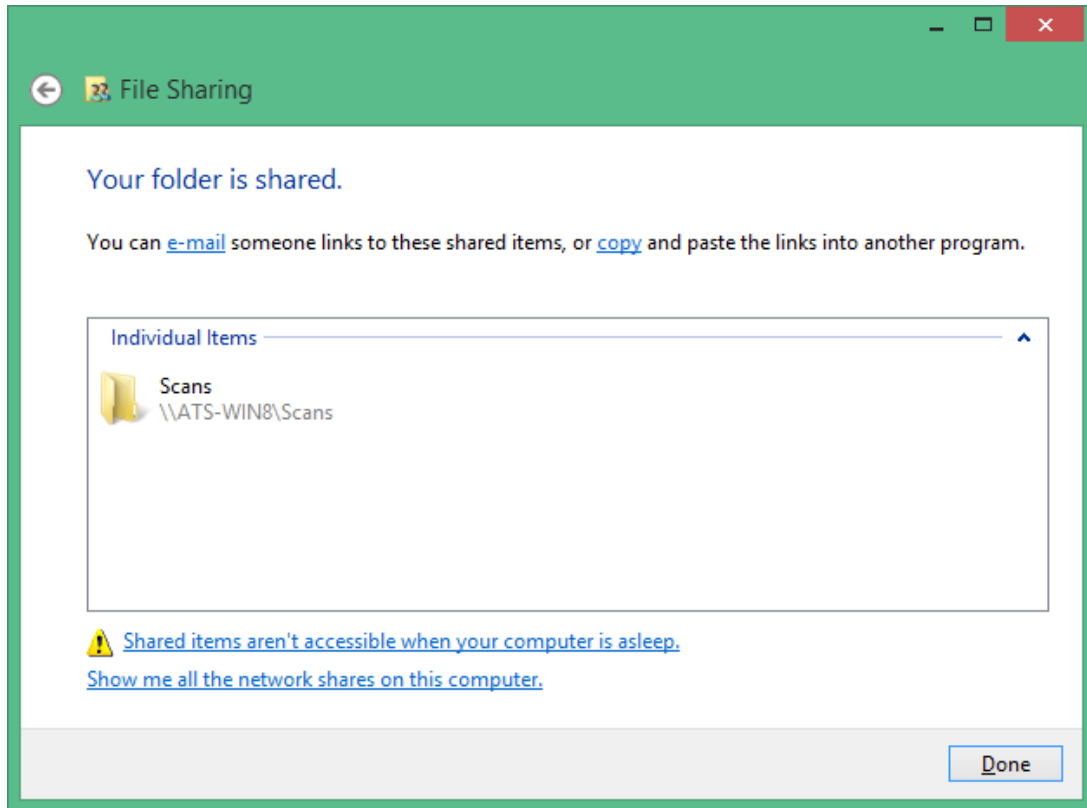 File Sharing
Your folder is shared.
You can e-mail someone links to these shared items, or copy and paste the links into another program.
Individual Items
Scans
\\ATS-WIN8\Scans
Shared items aren't accessible when your computer is asleep.
Show me all the network shares on this computer.
Done